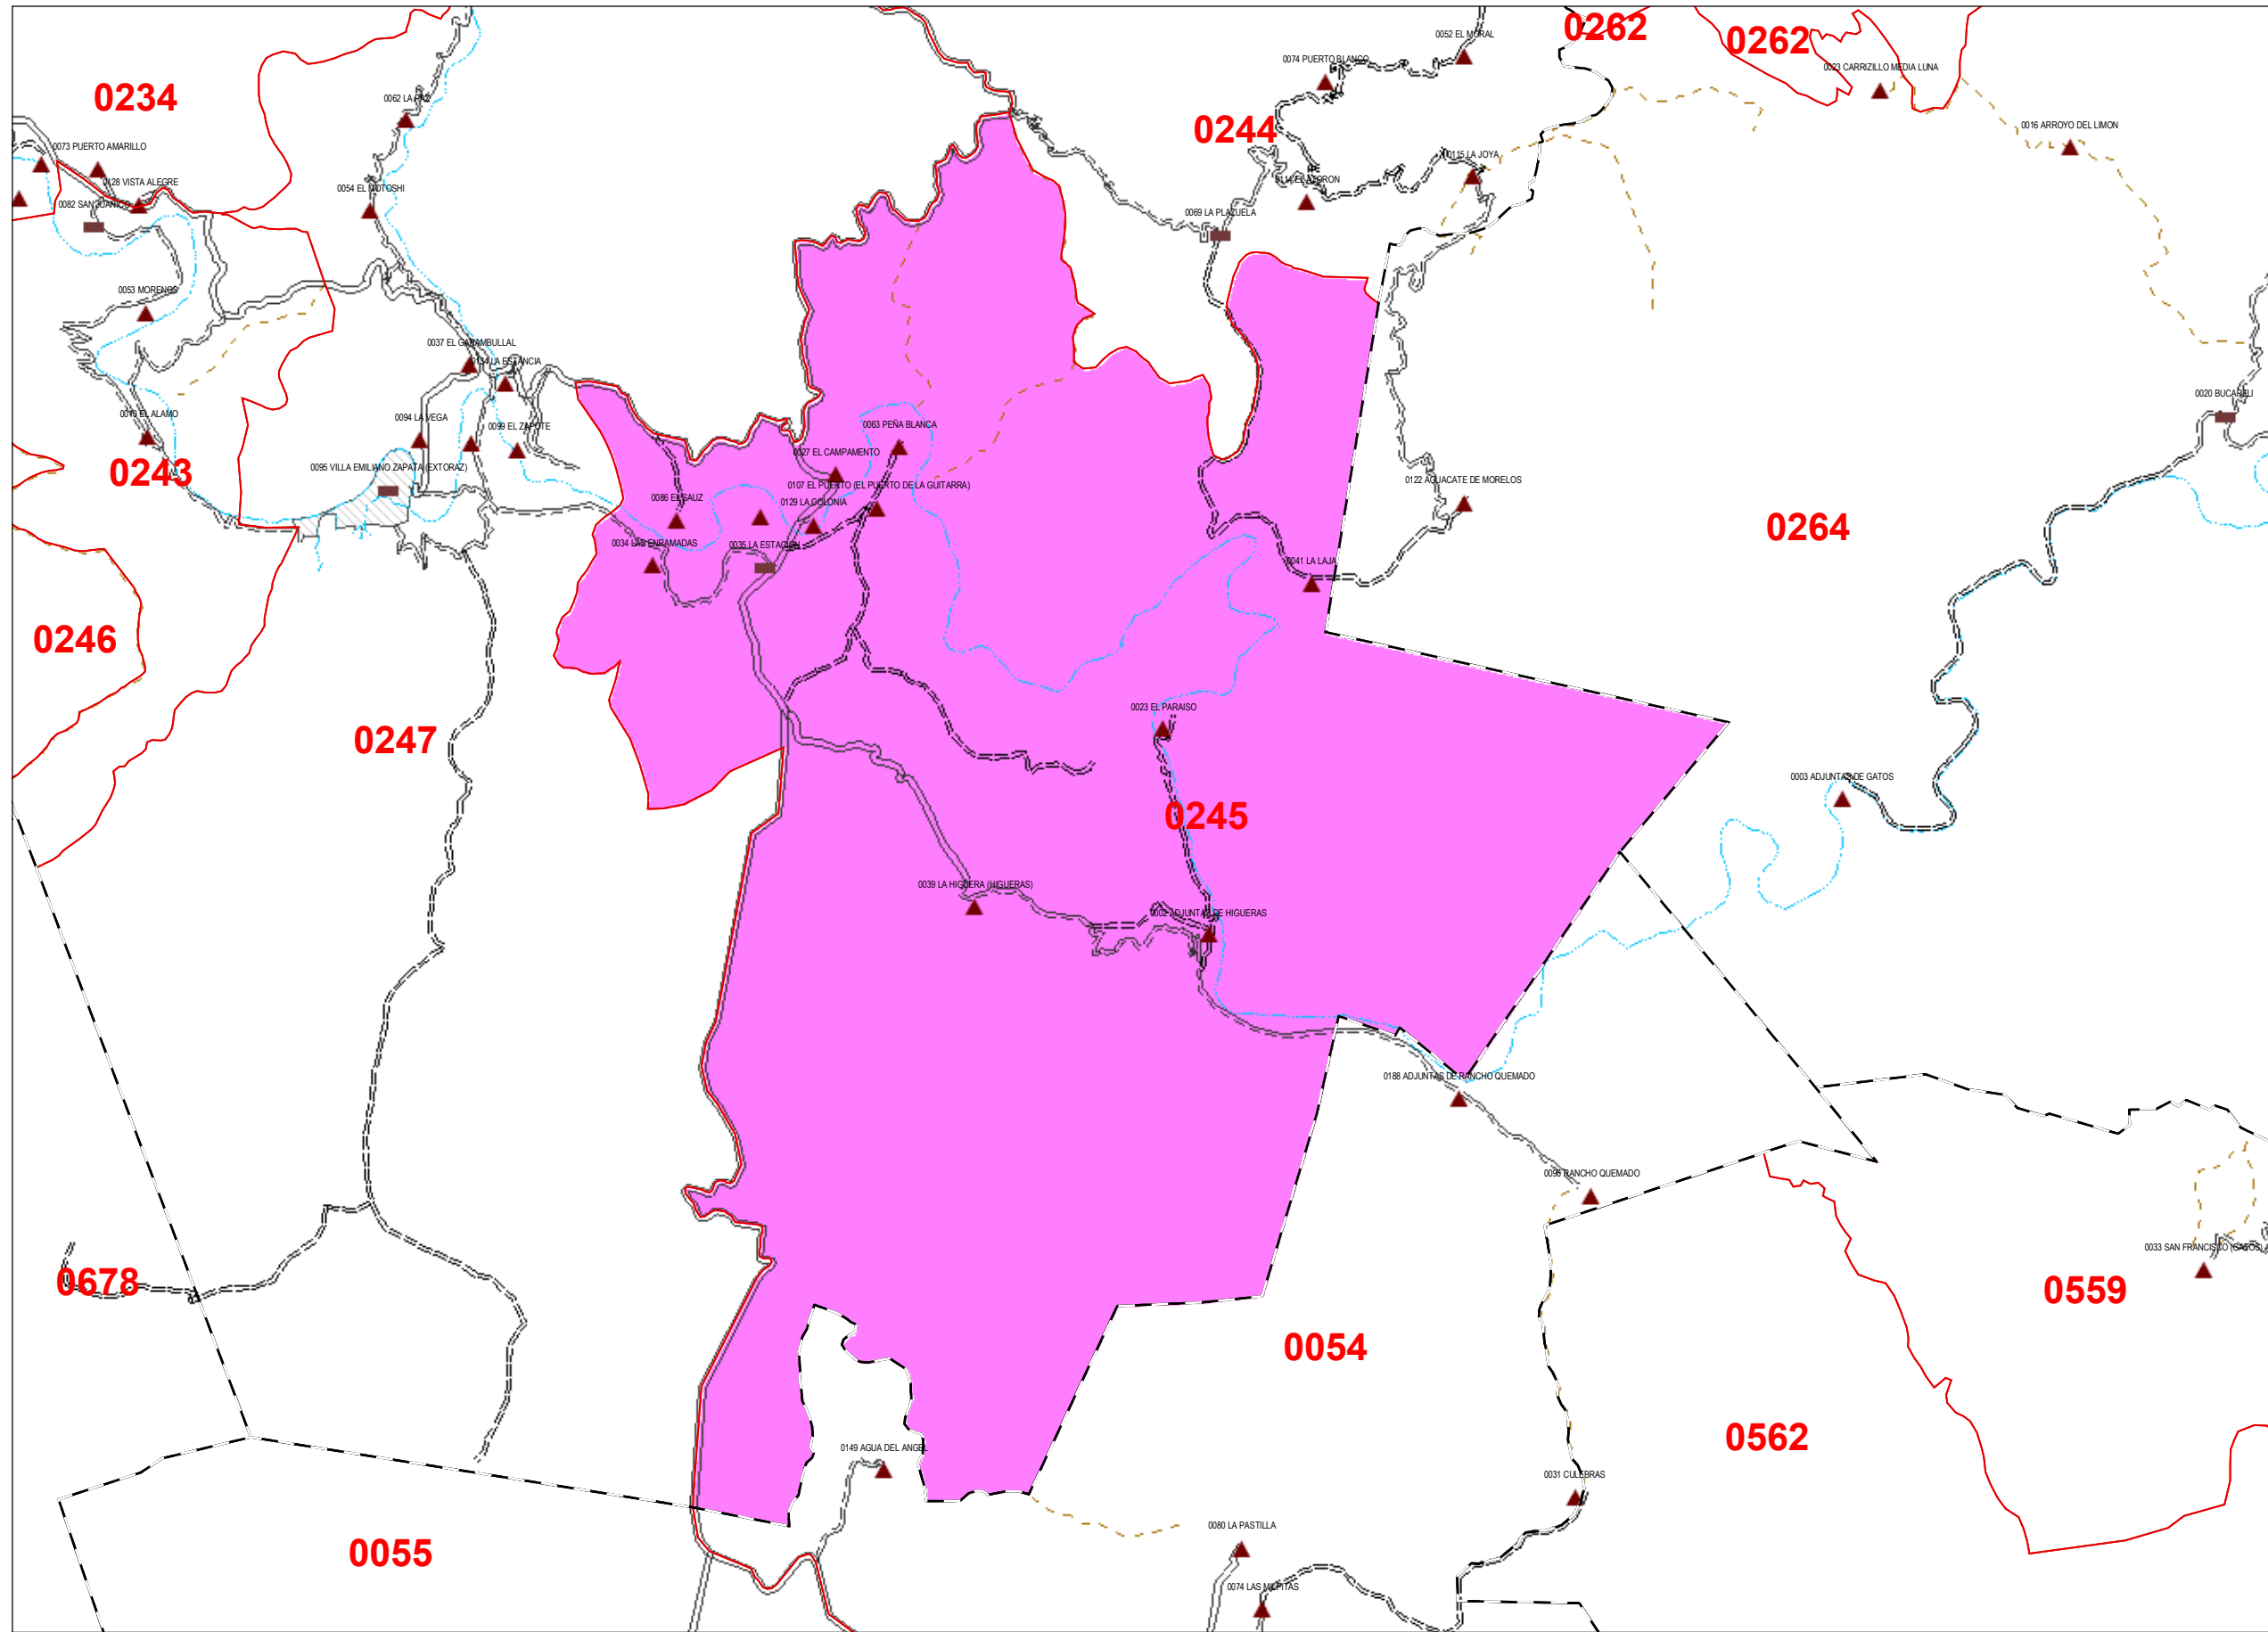 0262
0262
0052 EL MORAL
0074 PUERTO BLANCO
0023 CARRIZILLO MEDIA LUNA
0234
0062 LA PAZ
0244
0016 ARROYO DEL LIMON
0073 PUERTO AMARILLO
0115 LA JOYA
0128 VISTA ALEGRE
0054 EL MOTOSHI
0082 SAN JUANICO
0069 LA PLAZUELA
0053 MORENOS
0037 EL GARAMBULLAL
0134 LA ESTANCIA
0020 BUCARELI
0010 EL ALAMO
0094 LA VEGA
0099 EL ZAPOTE
0063 PEÑA BLANCA
0027 EL CAMPAMENTO
0243
0095 VILLA EMILIANO ZAPATA (EXTORAZ)
0107 EL PUERTO (EL PUERTO DE LA GUITARRA)
0122 AGUACATE DE MORELOS
0086 EL SAUZ
0129 LA COLONIA
0264
0034 LAS ENRAMADAS
0035 LA ESTACION
0041 LA LAJA
0246
0023 EL PARAISO
0247
0003 ADJUNTAS DE GATOS
0245
0039 LA HIGUERA (HIGUERAS)
0002 ADJUNTAS DE HIGUERAS
0188 ADJUNTAS DE RANCHO QUEMADO
0096 RANCHO QUEMADO
0033 SAN FRANCISCO (GATOS)
0678
0559
0054
0562
0149 AGUA DEL ANGEL
0031 CULEBRAS
0080 LA PASTILLA
0055
0074 LAS MILPITAS